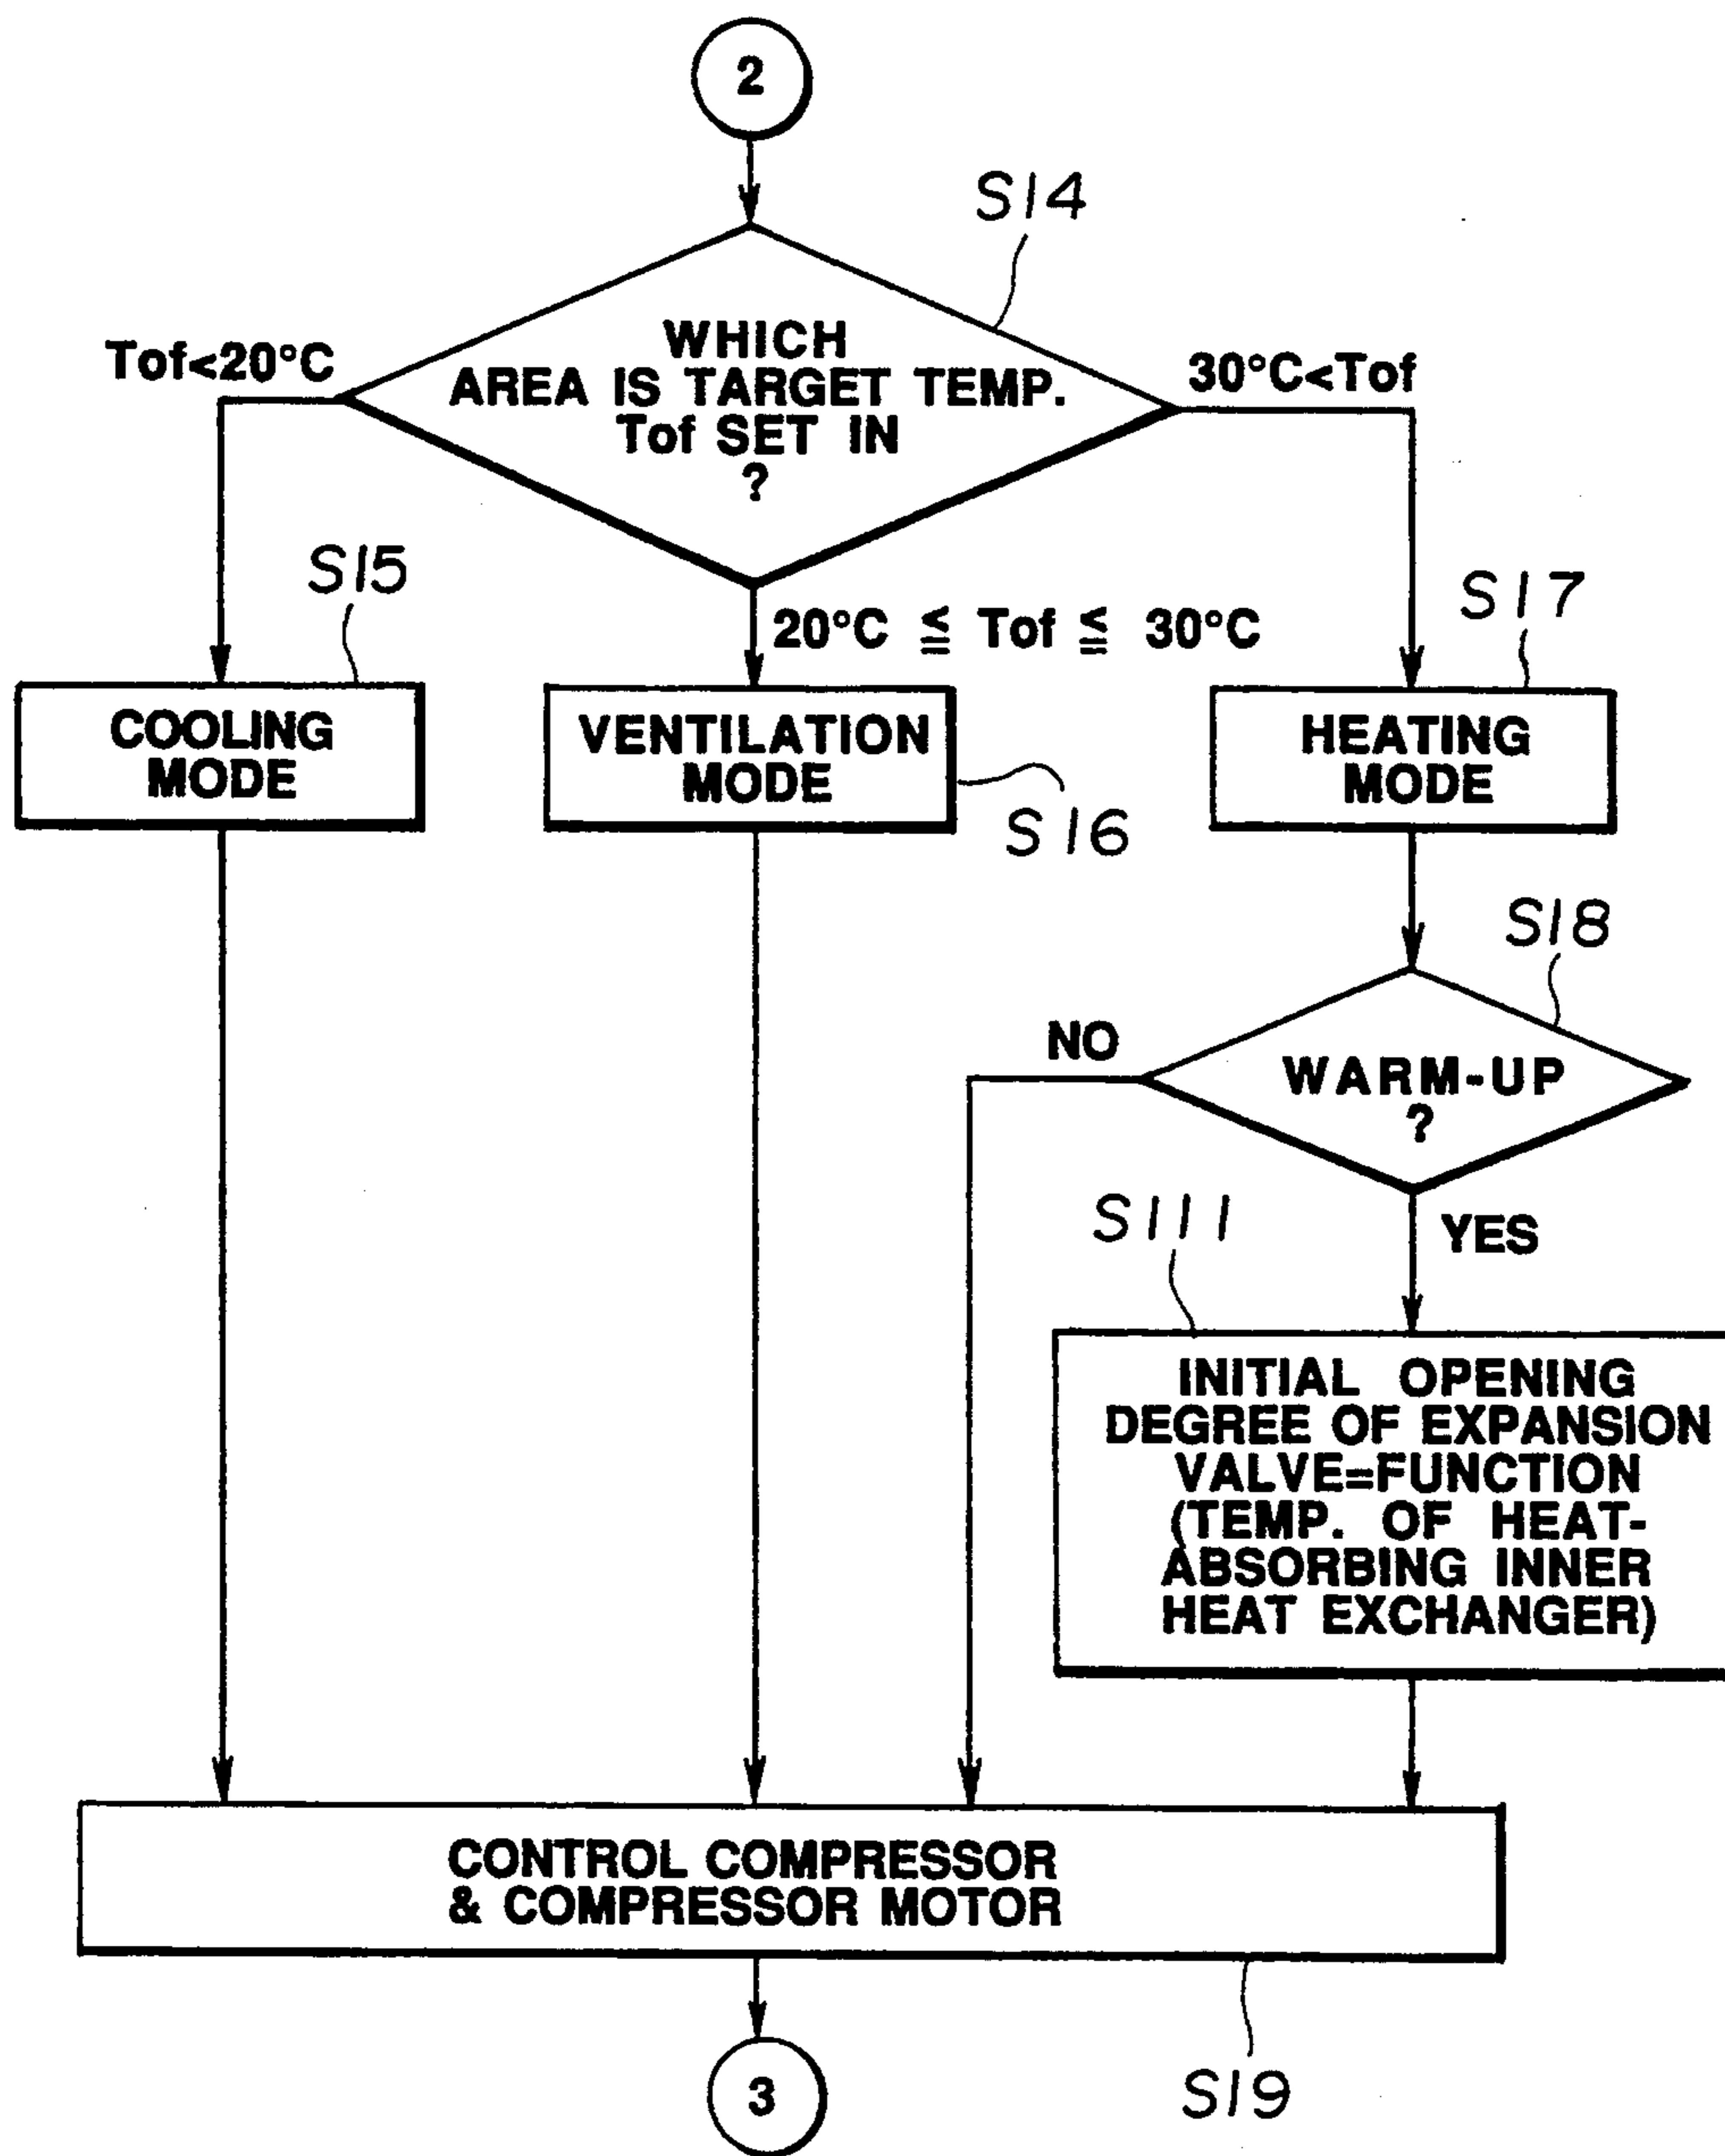 2
S14
WHICH
AREA IS TARGET TEMP.
Tof SET IN
?
Tof<20°C
30°C<Tof
20°C ≦ Tof ≦ 30°C
S15
COOLING
MODE
VENTILATION
MODE
S16
S17
HEATING
MODE
S18
WARM-UP
?
NO
YES
S111
INITIAL OPENING
DEGREE OF EXPANSION
VALVE=FUNCTION
(TEMP. OF HEAT-
ABSORBING INNER
HEAT EXCHANGER)
CONTROL COMPRESSOR
& COMPRESSOR MOTOR
S19
3